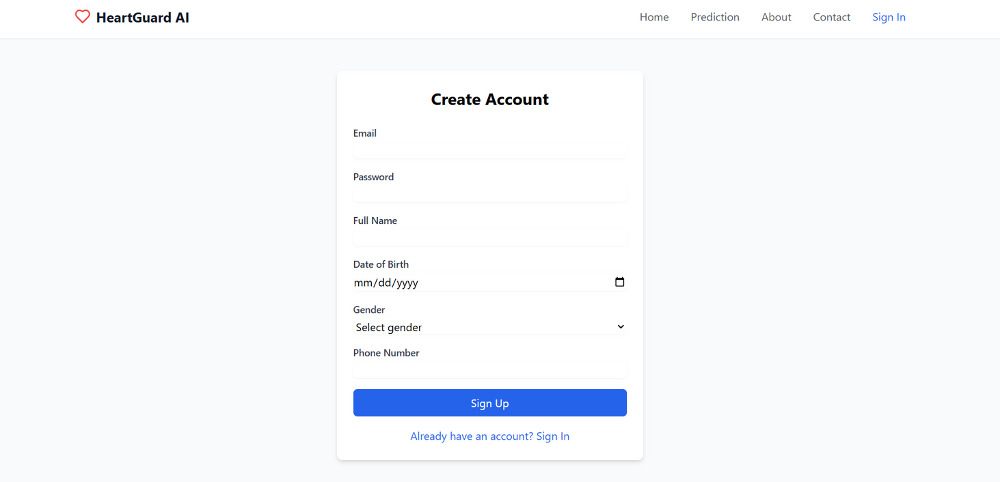 HeartGuard AI
Home Prediction About Contact Sign In
Create Account
Email
Password
Full Name
Date of Birth
mm/dd/yyyy
Gender
Select gender
Phone Number
Sign Up
Already have an account? Sign In